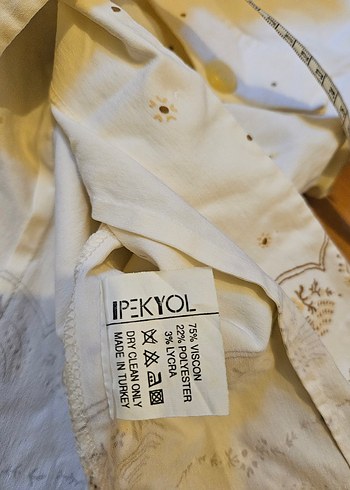 IPEKYOL
75% VISCON
22% POLYESTER
3% LYCRA
DRY CLEAN ONLY
MADE IN TURKEY